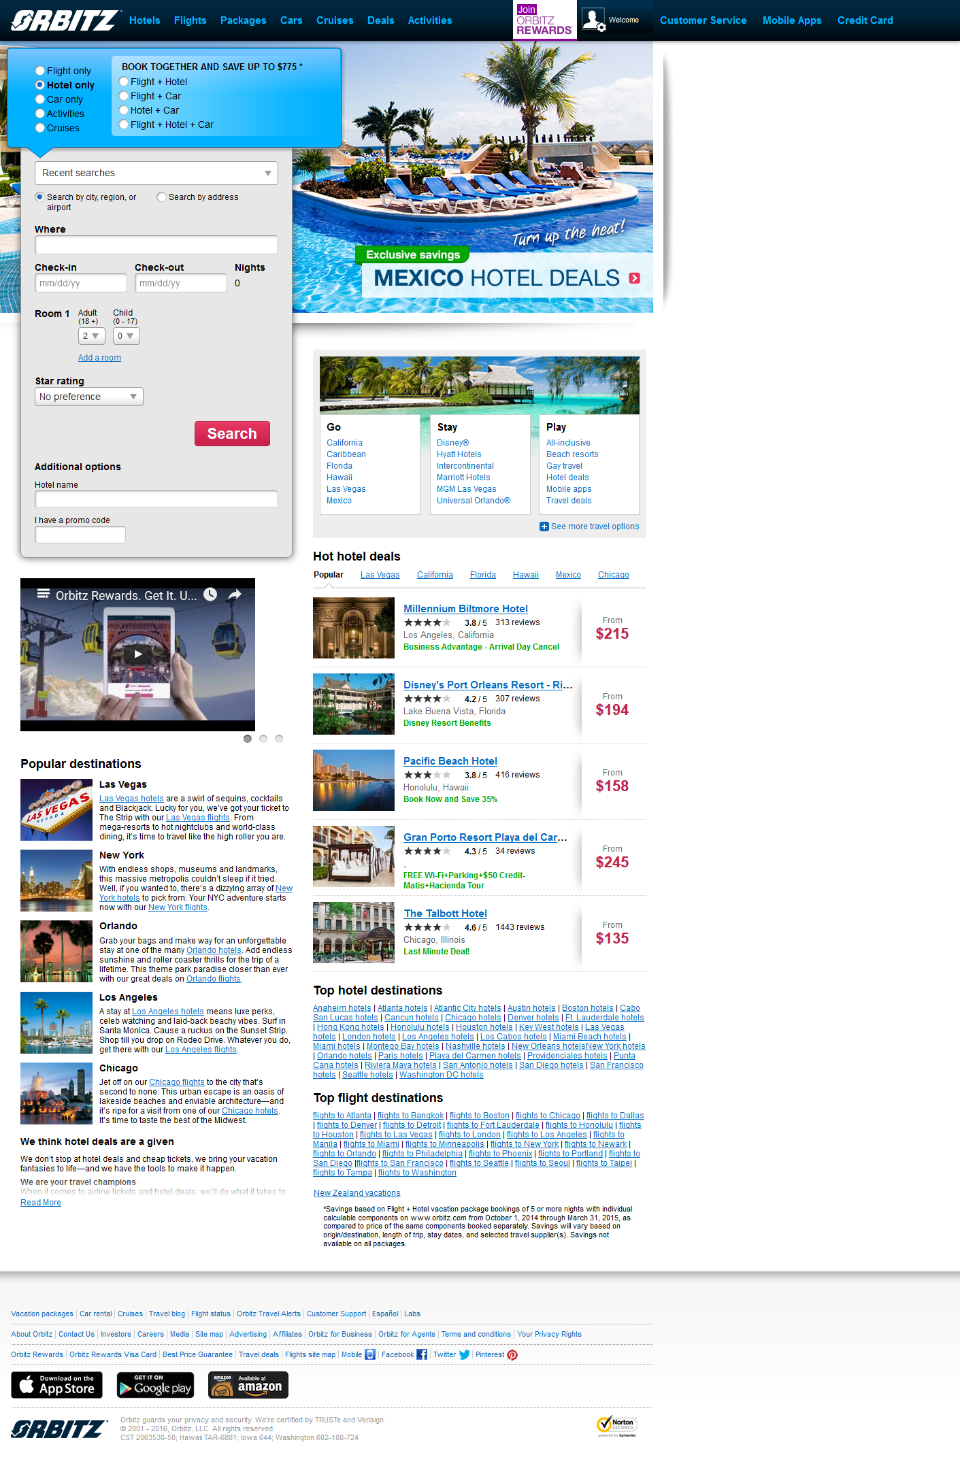 ORBITZ Hotels Flights Packages Cars Cruises Deals Activities Join ORBITZ REWARDS Welcome Customer Service Mobile Apps Credit Card
Flight only
Hotel only
Car only
Activities
Cruises
BOOK TOGETHER AND SAVE UP TO $775 *
Flight + Hotel
Flight + Car
Hotel + Car
Flight + Hotel + Car
Recent searches
Search by city, region, or airport
Search by address
Where
Check-in Check-out Nights
mm/dd/yy mm/dd/yy 0
Room 1 Adult (18 +) Child (0 - 17)
2 0
Add a room
Star rating
No preference
Search
Additional options
Hotel name
I have a promo code
Turn up the heat!
Exclusive savings
MEXICO HOTEL DEALS
Go
California
Caribbean
Florida
Hawaii
Las Vegas
Mexico
Stay
Disney®
Hyatt Hotels
Intercontinental
Marriott Hotels
MGM Las Vegas
Universal Orlando®
Play
All-inclusive
Beach resorts
Gay travel
Hotel deals
Mobile apps
Travel deals
See more travel options
Orbitz Rewards. Get It. U...
Popular destinations
LAS VEGAS
NEVADA
Las Vegas
Las Vegas hotels are a swirl of sequins, cocktails
and Blackjack. Lucky for you, we've got your ticket to
The Strip with our Las Vegas flights. From
mega-resorts to hot nightclubs and world-class
dining, it's time to travel like the high roller you are.
New York
With endless shops, museums and landmarks,
this massive metropolis couldn't sleep if it tried.
Well, if you wanted to, there's a dizzying array of New
York hotels to pick from. Your NYC adventure starts
now with our New York flights.
Orlando
Grab your bags and make way for an unforgettable
stay at one of the many Orlando hotels. Add endless
sunshine and roller coaster thrills for the trip of a
lifetime. This theme park paradise closer than ever
with our great deals on Orlando flights.
Los Angeles
A stay at Los Angeles hotels means luxe perks,
celeb watching and laid-back beachy vibes. Surf in
Santa Monica. Cause a ruckus on the Sunset Strip.
Shop till you drop on Rodeo Drive. Whatever you do,
get there with our Los Angeles flights.
Chicago
Jet off on our Chicago flights to the city that's
second to none. This urban escape is an oasis of
lakeside beaches and enviable architecture—and
it's ripe for a visit from one of our Chicago hotels.
It's time to taste the best of the Midwest.
We think hotel deals are a given
We don't stop at hotel deals and cheap tickets, we bring your vacation
fantasies to life—and we have the tools to make it happen.
We are your travel champions
When it comes to airline tickets and hotel deals, we'll do what it takes to
Read More
Hot hotel deals
Popular Las Vegas California Florida Hawaii Mexico Chicago
Millennium Biltmore Hotel
3.8 / 5 313 reviews
Los Angeles, California
Business Advantage - Arrival Day Cancel
From
$215
Disney's Port Orleans Resort - Ri...
4.2 / 5 307 reviews
Lake Buena Vista, Florida
Disney Resort Benefits
From
$194
Pacific Beach Hotel
3.8 / 5 416 reviews
Honolulu, Hawaii
Book Now and Save 35%
From
$158
Gran Porto Resort Playa del Car...
4.3 / 5 34 reviews
,
FREE Wi-Fi+Parking+$50 Credit-
Matis+Hacienda Tour
From
$245
The Talbott Hotel
4.6 / 5 1443 reviews
Chicago, Illinois
Last Minute Deal!
From
$135
Top hotel destinations
Anaheim hotels | Atlanta hotels | Atlantic City hotels | Austin hotels | Boston hotels | Cabo
San Lucas hotels | Cancun hotels | Chicago hotels | Denver hotels | Ft. Lauderdale hotels
| Hong Kong hotels | Honolulu hotels | Houston hotels | Key West hotels | Las Vegas
hotels | London hotels | Los Angeles hotels | Los Cabos hotels | Miami Beach hotels |
Miami hotels | Montego Bay hotels | Nashville hotels | New Orleans hotelsNew York hotels
| Orlando hotels | Paris hotels | Playa del Carmen hotels | Providenciales hotels | Punta
Cana hotels | Riviera Maya hotels | San Antonio hotels | San Diego hotels | San Francisco
hotels | Seattle hotels | Washington DC hotels
Top flight destinations
flights to Atlanta | flights to Bangkok | flights to Boston | flights to Chicago | flights to Dallas
| flights to Denver | flights to Detroit | flights to Fort Lauderdale | flights to Honolulu | flights
to Houston | flights to Las Vegas | flights to London | flights to Los Angeles | flights to
Manila | flights to Miami | flights to Minneapolis | flights to New York | flights to Newark |
flights to Orlando | flights to Philadelphia | flights to Phoenix | flights to Portland | flights to
San Diego |flights to San Francisco | flights to Seattle | flights to Seoul | flights to Taipei |
flights to Tampa | flights to Washington
New Zealand vacations
*Savings based on Flight + Hotel vacation package bookings of 5 or more nights with individual
calculable components on www.orbitz.com from October 1, 2014 through March 31, 2015, as
compared to price of the same components booked separately. Savings will vary based on
origin/destination, length of trip, stay dates, and selected travel supplier(s). Savings not
available on all packages.
Vacation packages Car rental Cruises Travel blog Flight status Orbitz Travel Alerts Customer Support Español Labs
About Orbitz Contact Us Investors Careers Media Site map Advertising Affiliates Orbitz for Business Orbitz for Agents Terms and conditions Your Privacy Rights
Orbitz Rewards Orbitz Rewards Visa Card Best Price Guarantee Travel deals Flights site map Mobile Facebook Twitter Pinterest
Download on the App Store
GET IT ON Google play
Available at amazon
ORBITZ
Orbitz guards your privacy and security. We're certified by TRUSTe and Verisign.
© 2001 - 2016, Orbitz, LLC. All rights reserved.
CST 2063530-50; Hawaii TAR-6881; Iowa 644; Washington 602-108-724
Norton
SECURED
powered by Symantec